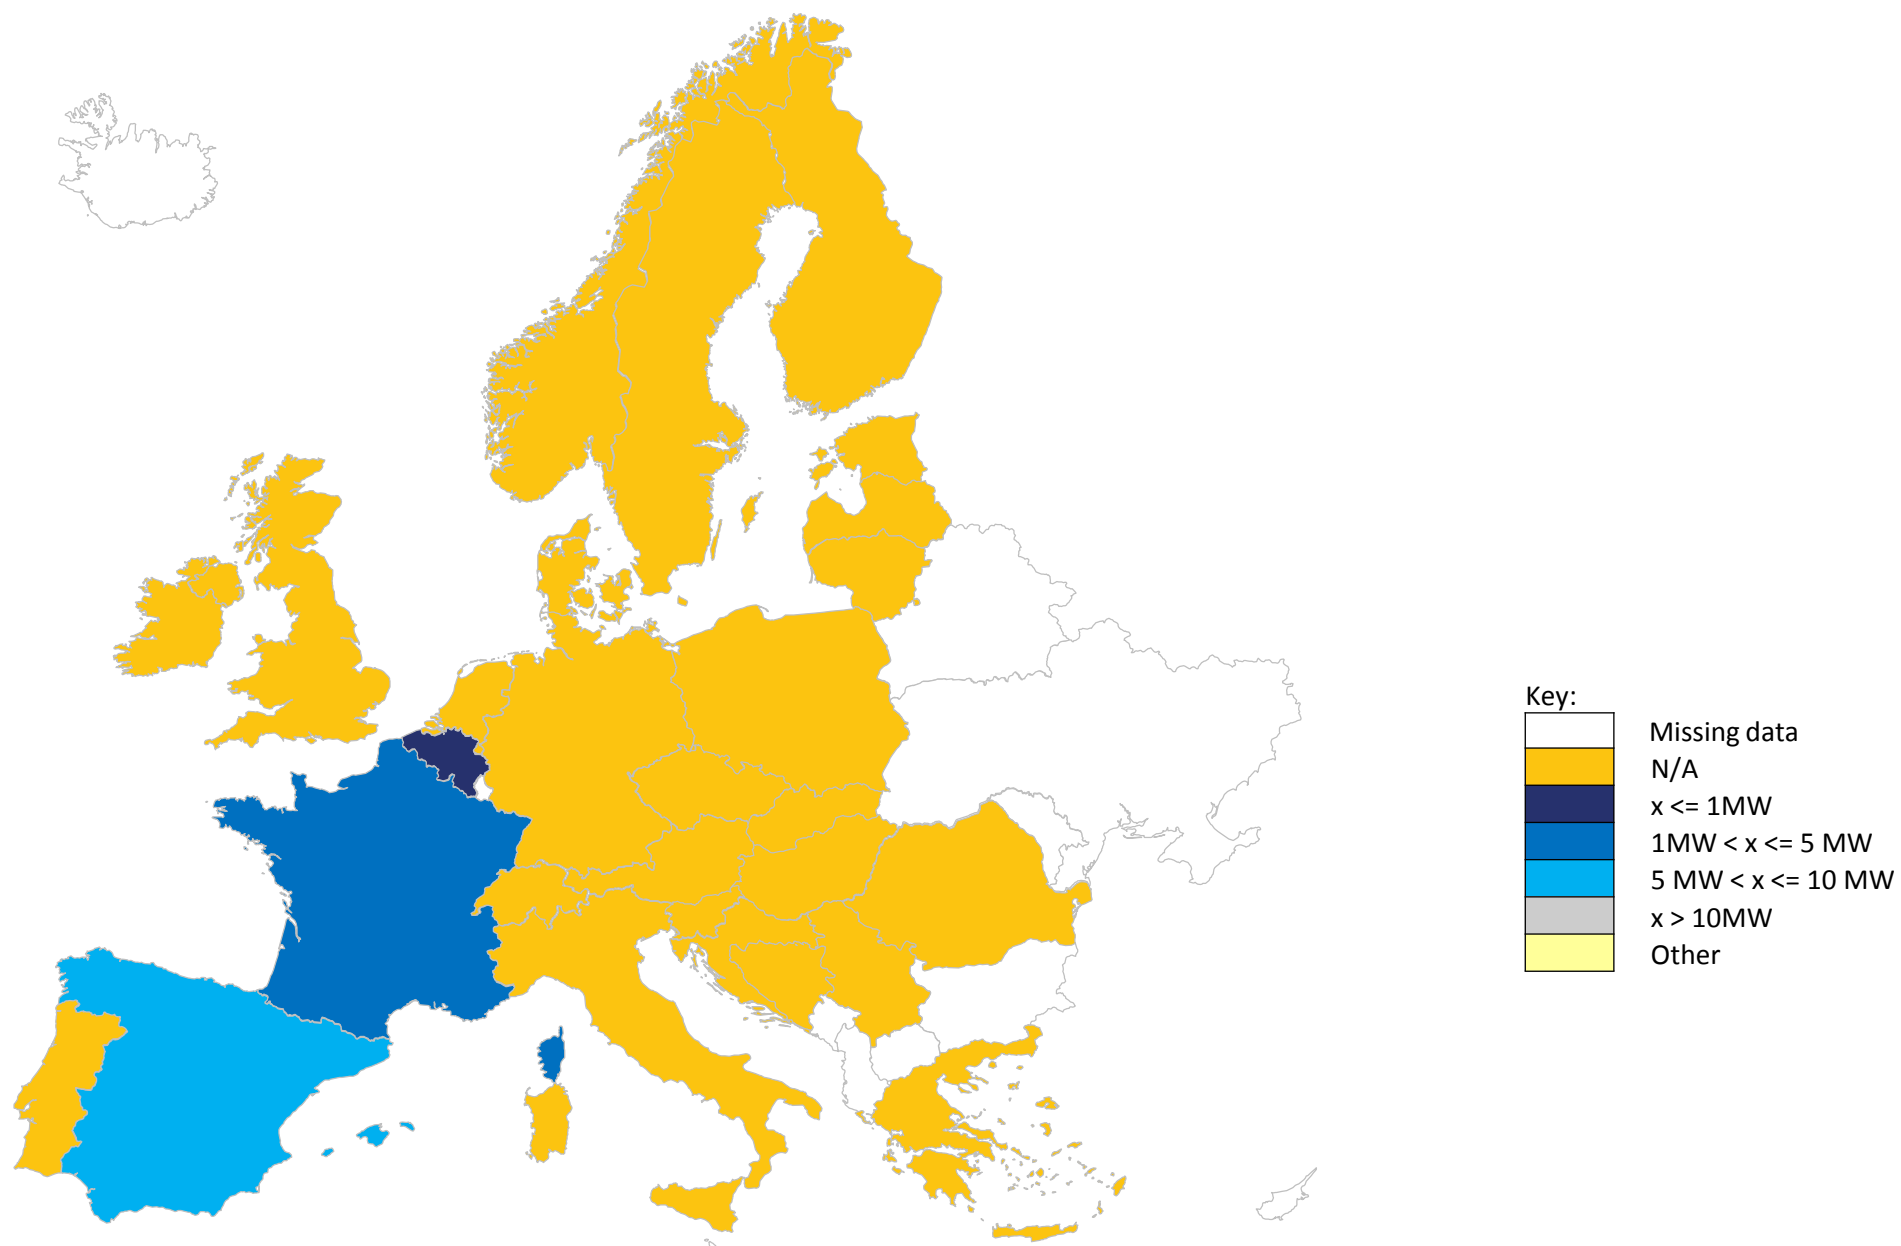 Key:
Missing data
N/A
x <= 1MW
1MW < x <= 5 MW
5 MW < x <= 10 MW
x > 10MW
Other